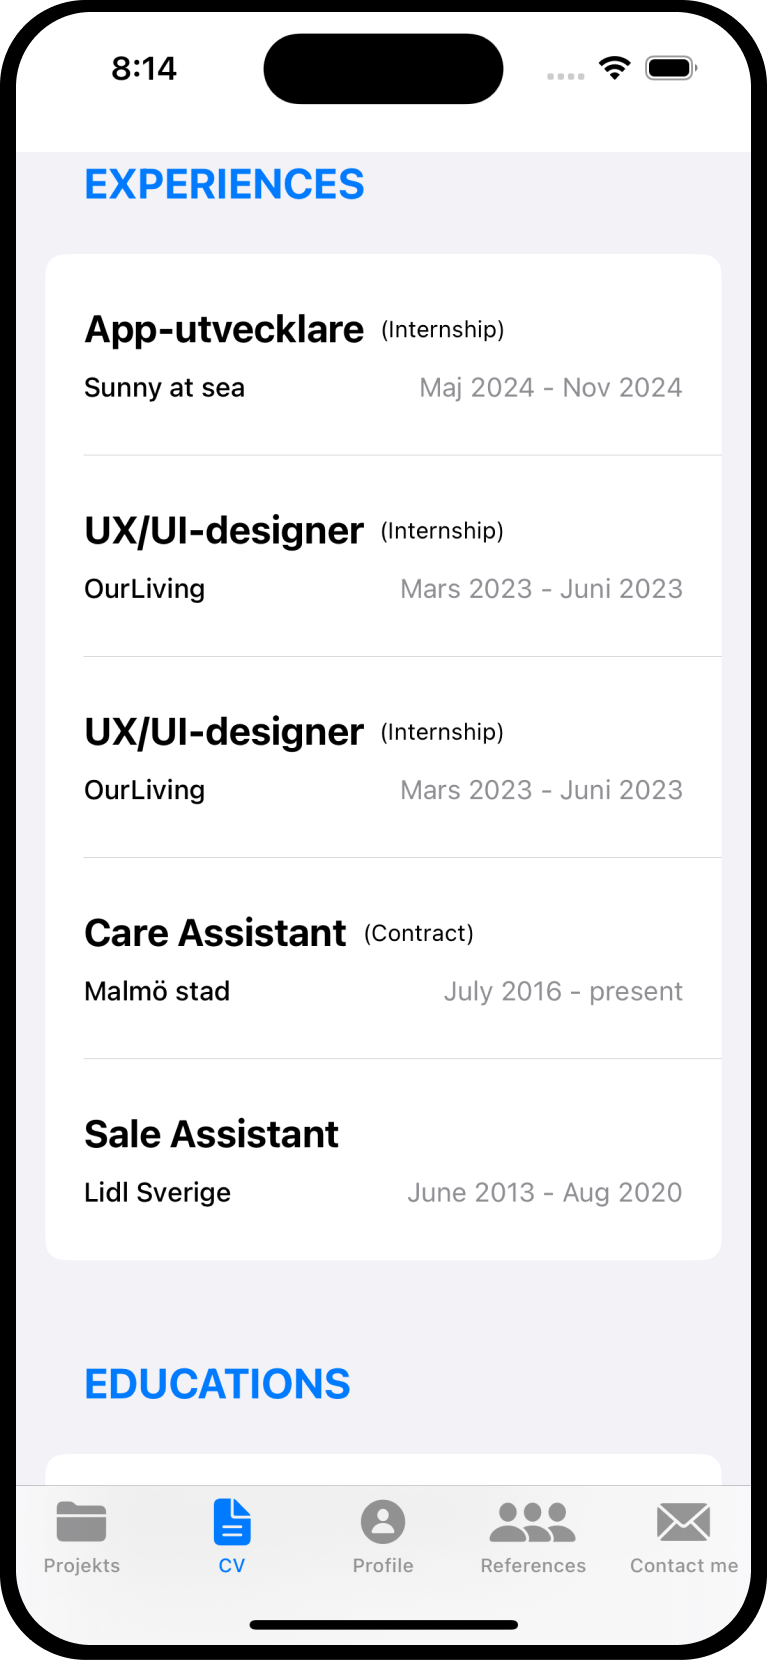 8:14
EXPERIENCES
App-utvecklare (Internship)
Sunny at sea Maj 2024 - Nov 2024
UX/UI-designer (Internship)
OurLiving Mars 2023 - Juni 2023
UX/UI-designer (Internship)
OurLiving Mars 2023 - Juni 2023
Care Assistant (Contract)
Malmö stad July 2016 - present
Sale Assistant
Lidl Sverige June 2013 - Aug 2020
EDUCATIONS
Projekts CV Profile References Contact me